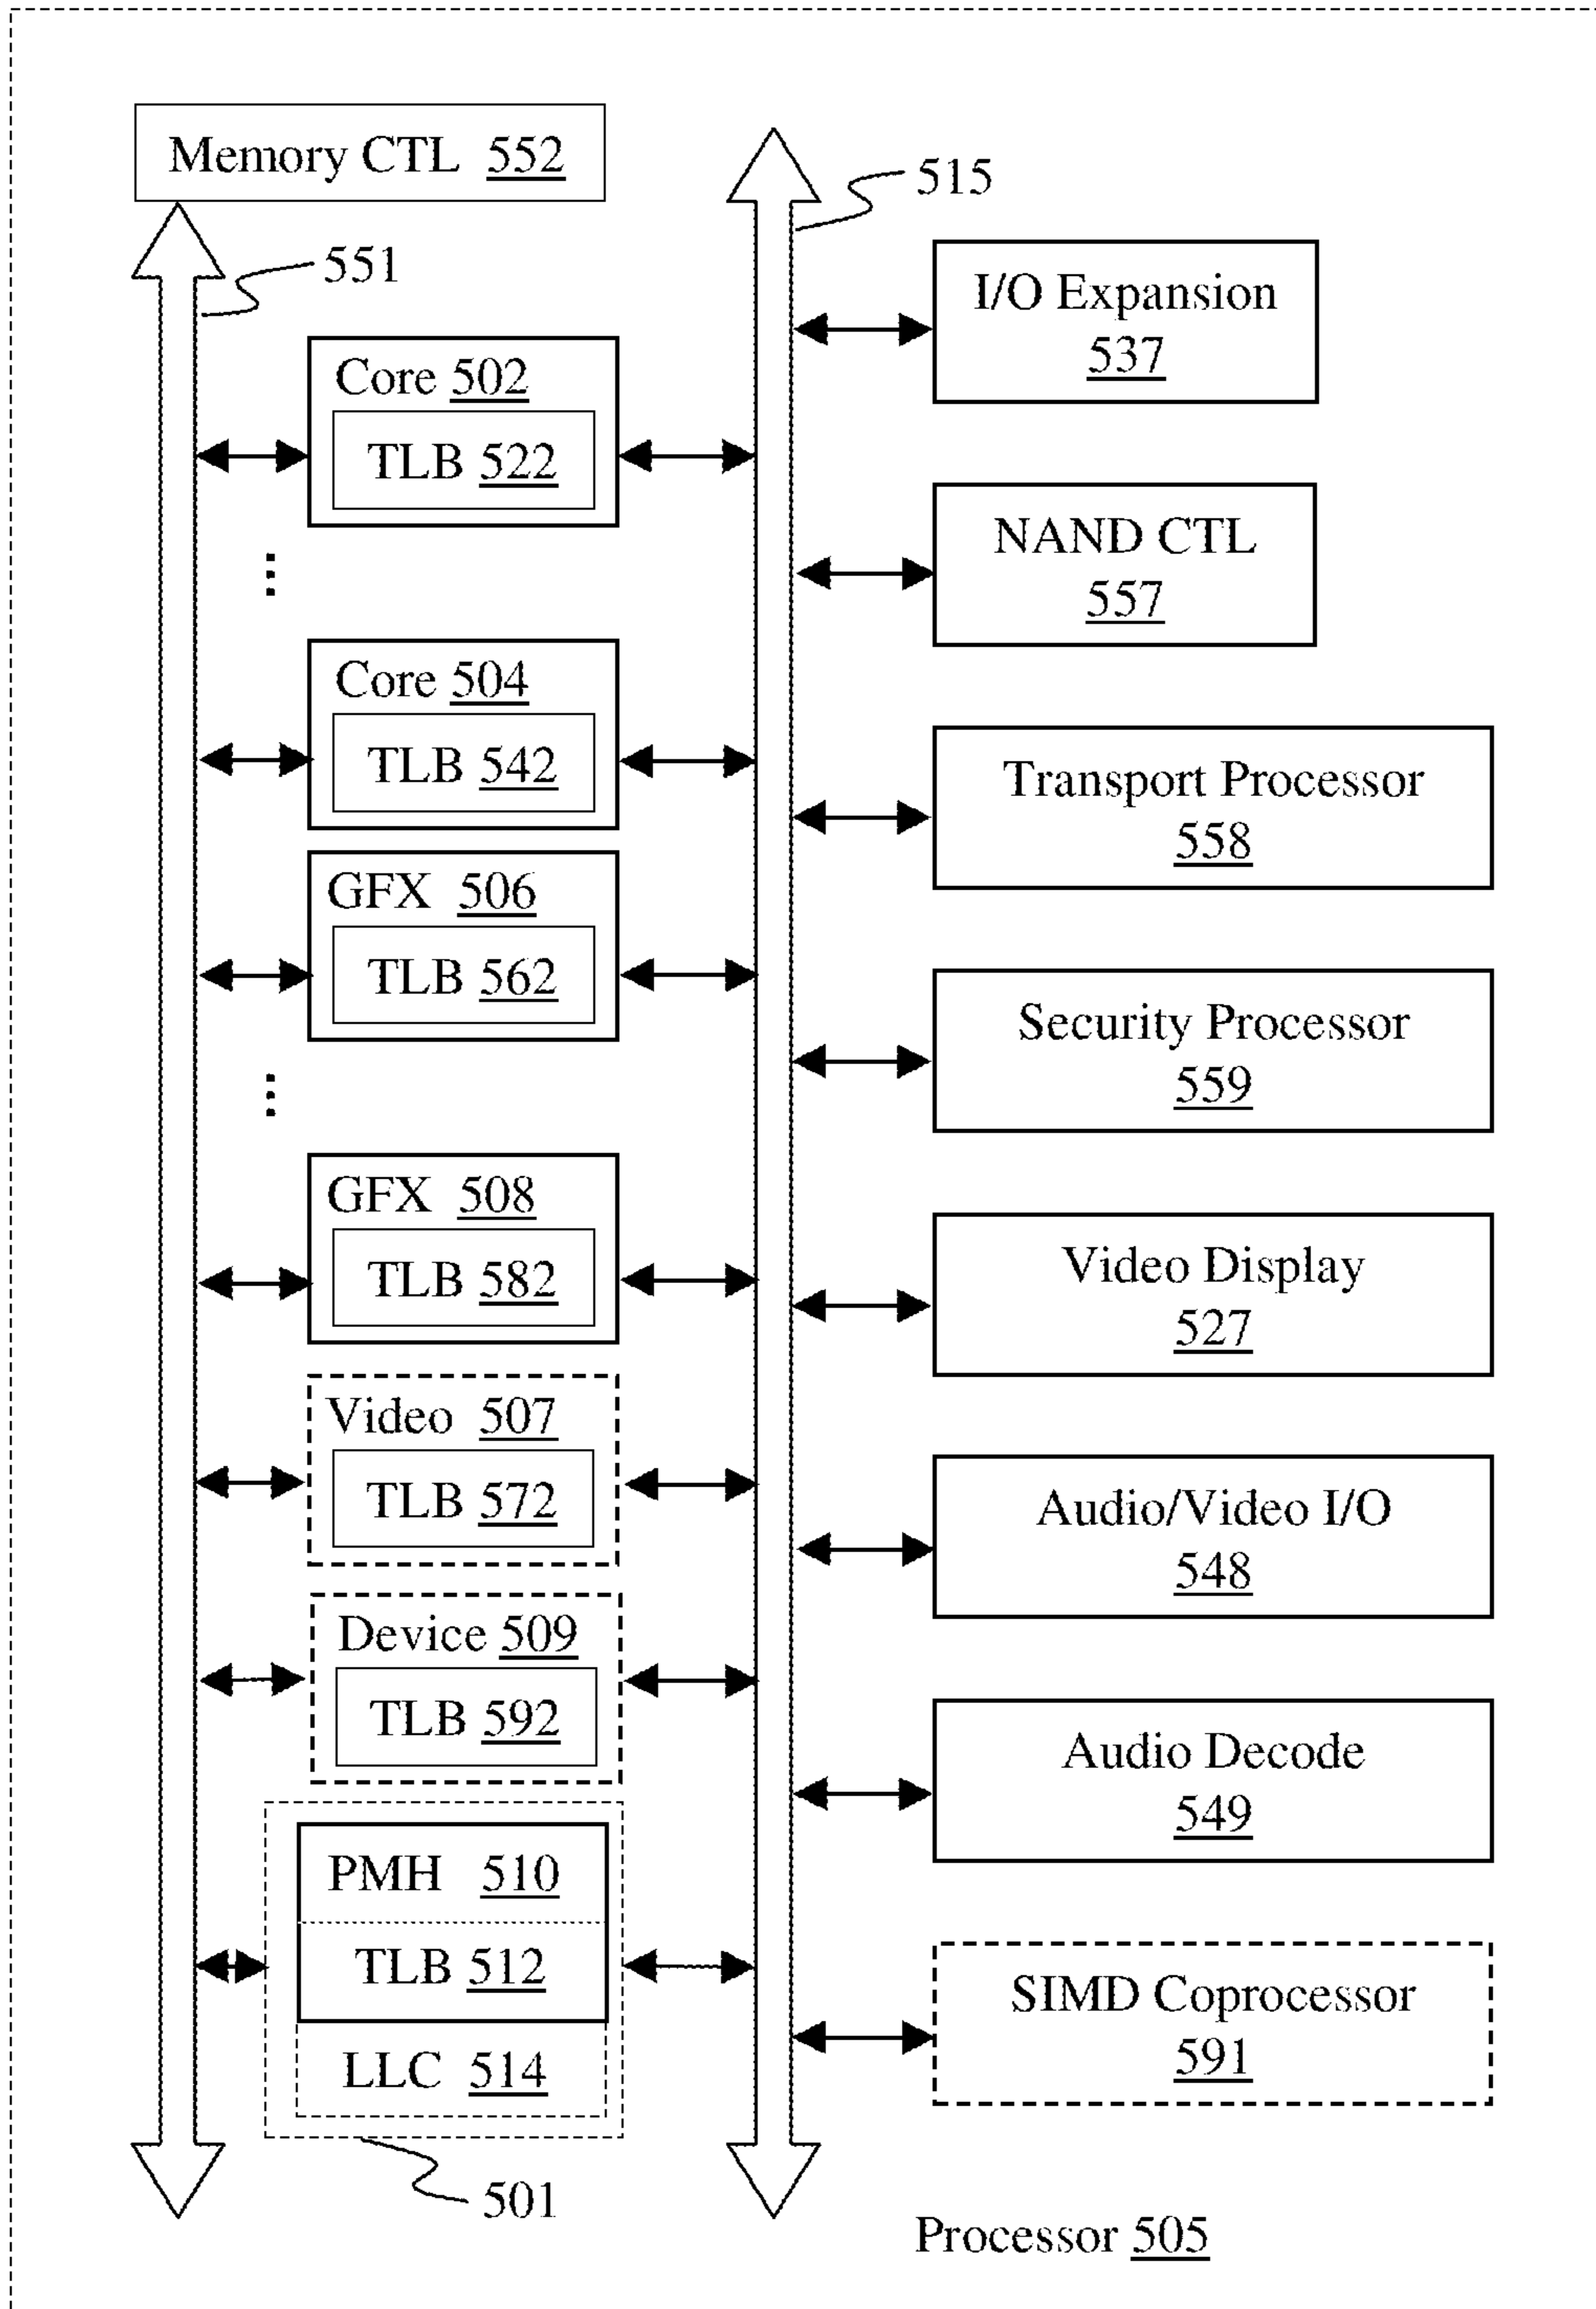 Memory CTL 552
551
515
Core 502
TLB 522
Core 504
TLB 542
GFX 506
TLB 562
GFX 508
TLB 582
Video 507
TLB 572
Device 509
TLB 592
PMH 510
TLB 512
LLC 514
501
I/O Expansion
537
NAND CTL
557
Transport Processor
558
Security Processor
559
Video Display
527
Audio/Video I/O
548
Audio Decode
549
SIMD Coprocessor
591
Processor 505